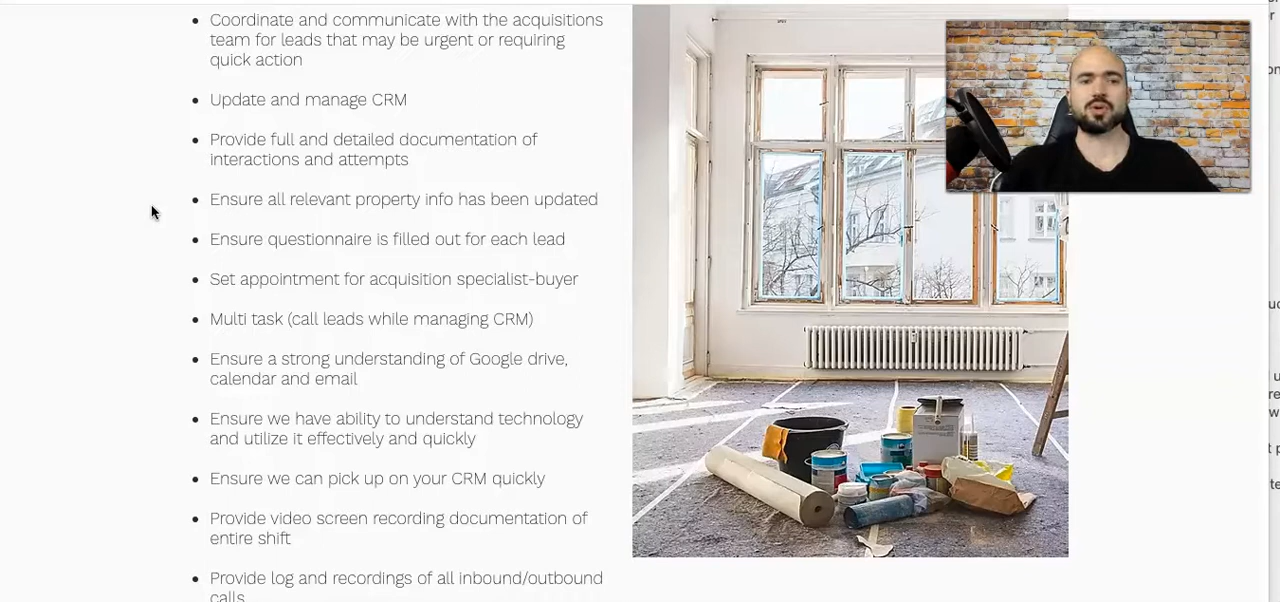 Coordinate and communicate with the acquisitions
team for leads that may be urgent or requiring
quick action
Update and manage CRM
Provide full and detailed documentation of
interactions and attempts
Ensure all relevant property info has been updated
Ensure questionnaire is filled out for each lead
Set appointment for acquisition specialist-buyer
Multi task (call leads while managing CRM)
Ensure a strong understanding of Google drive,
calendar and email
Ensure we have ability to understand technology
and utilize it effectively and quickly
Ensure we can pick up on your CRM quickly
Provide video screen recording documentation of
entire shift
Provide log and recordings of all inbound/outbound
calls